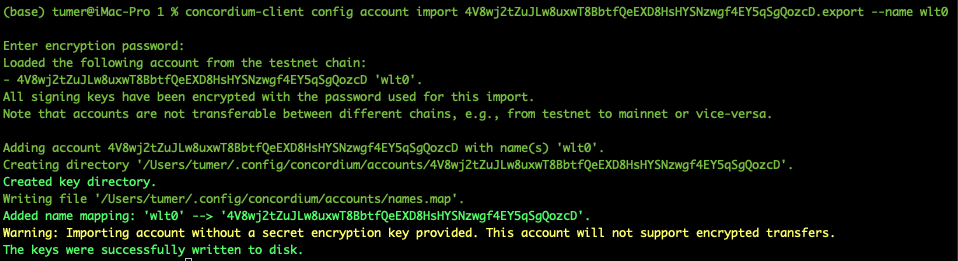 (base) tumer@iMac-Pro 1 % concordium-client config account import 4V8wj2tZuJLw8uxwT8BbtfQeEXD8HsHYSNzwgf4EY5qSgQozcD.export --name wlt0
Enter encryption password:
Loaded the following account from the testnet chain:
- 4V8wj2tZuJLw8uxwT8BbtfQeEXD8HsHYSNzwgf4EY5qSgQozcD 'wlt0'.
All signing keys have been encrypted with the password used for this import.
Note that accounts are not transferable between different chains, e.g., from testnet to mainnet or vice-versa.
Adding account 4V8wj2tZuJLw8uxwT8BbtfQeEXD8HsHYSNzwgf4EY5qSgQozcD with name(s) 'wlt0'.
Creating directory '/Users/tumer/.config/concordium/accounts/4V8wj2tZuJLw8uxwT8BbtfQeEXD8HsHYSNzwgf4EY5qSgQozcD'.
Created key directory.
Writing file '/Users/tumer/.config/concordium/accounts/names.map'.
Added name mapping: 'wlt0' --> '4V8wj2tZuJLw8uxwT8BbtfQeEXD8HsHYSNzwgf4EY5qSgQozcD'.
Warning: Importing account without a secret encryption key provided. This account will not support encrypted transfers.
The keys were successfully written to disk.